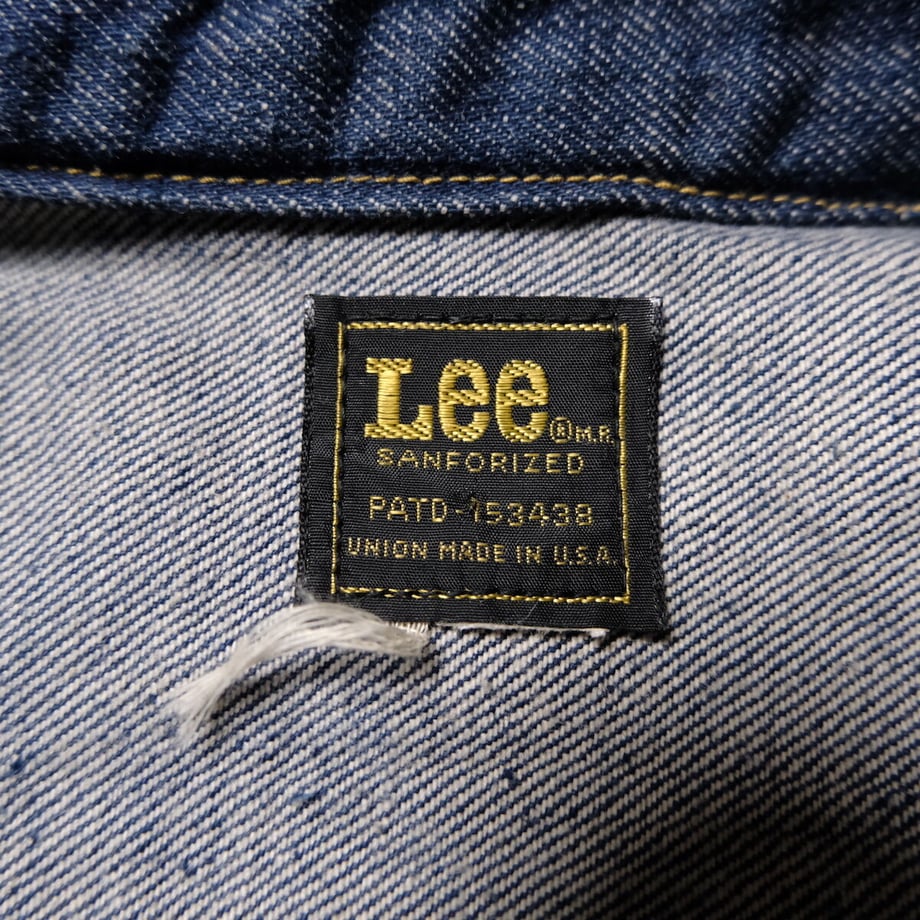 Lee® M.R.
SANFORIZED
PATD-153438
UNION MADE IN U.S.A.